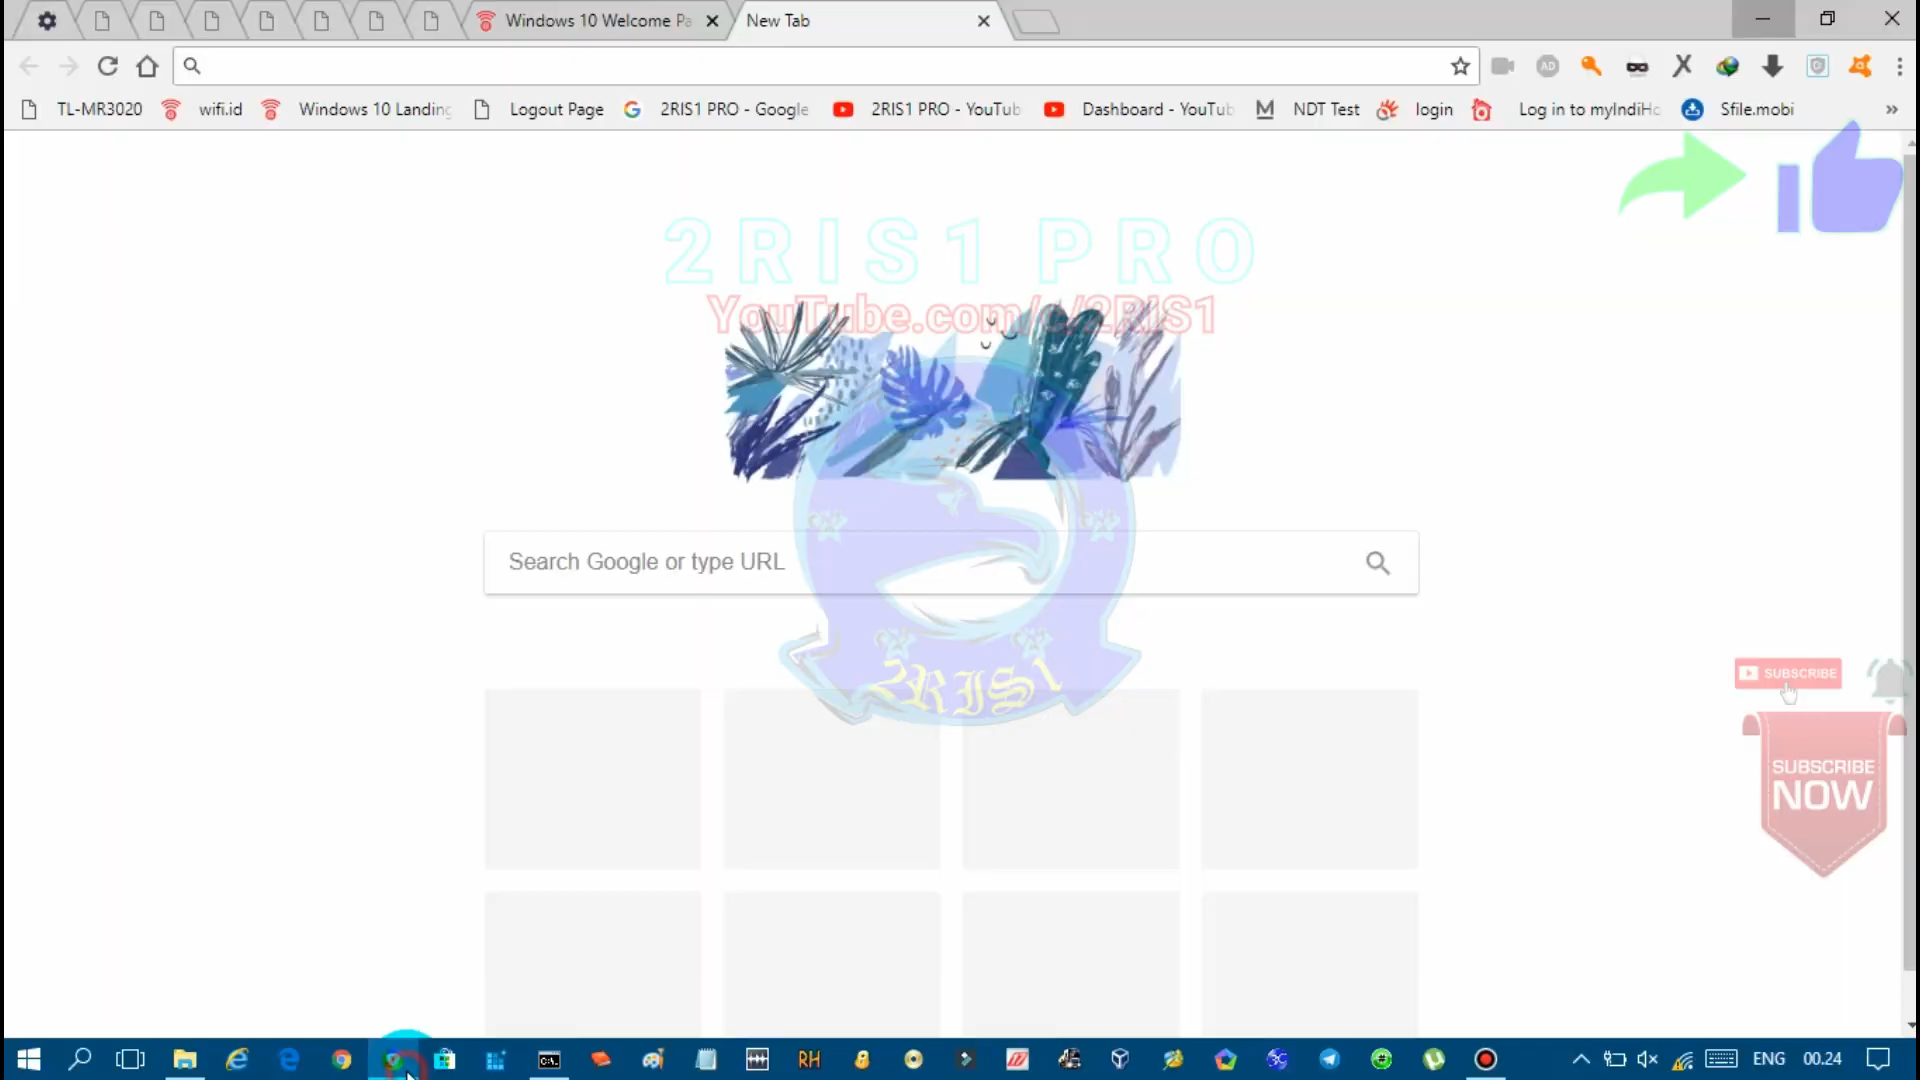 Windows 10 Welcome Pa
New Tab
AD
TL-MR3020
wifi.id
Windows 10 Landing
Logout Page
2RIS1 PRO - Google
2RIS1 PRO - YouTub
Dashboard - YouTub
NDT Test
login
Log in to myIndiHo
Sfile.mobi
2RIS1 PRO
YouTube.com/c/2RIS1
Search Google or type URL
2RIS1
SUBSCRIBE
SUBSCRIBE
NOW
C:\.
RH
ENG
00.24